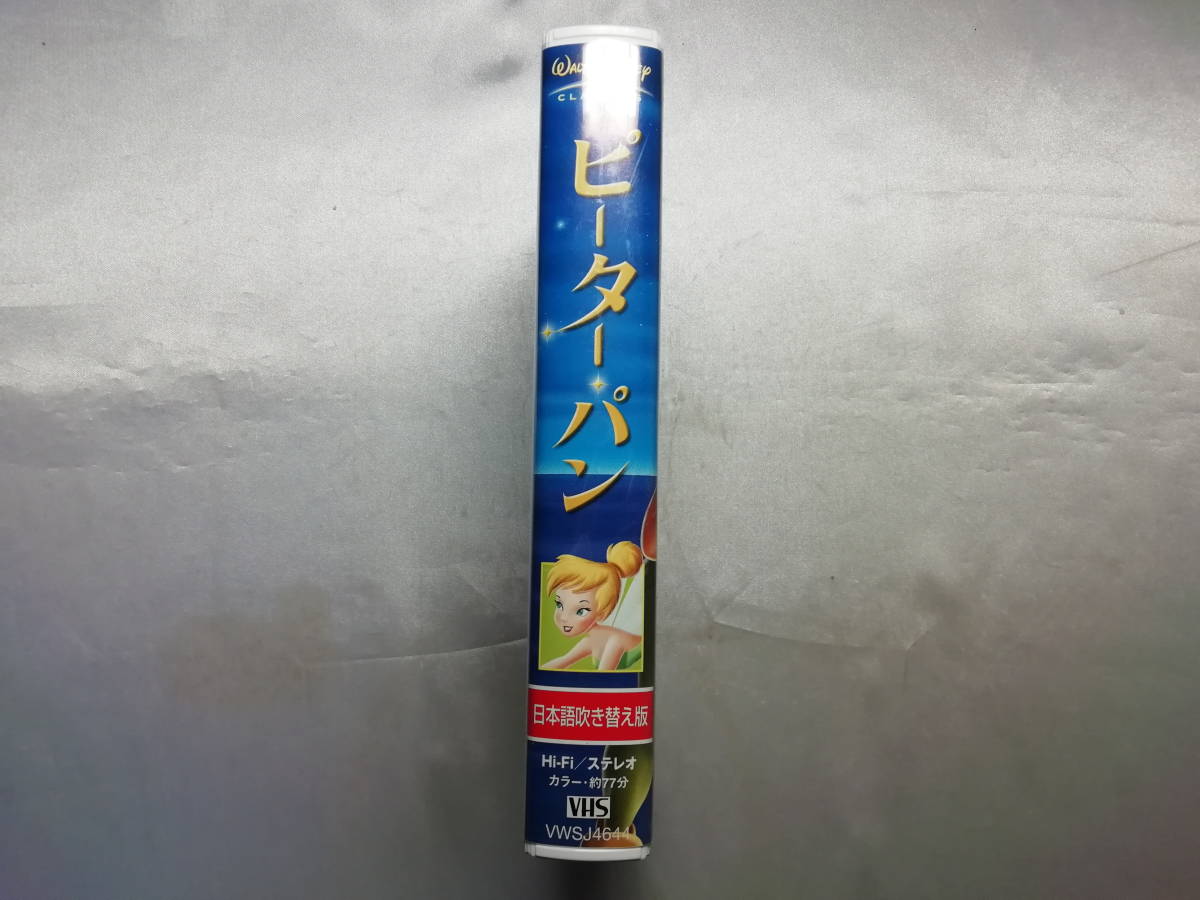 ピーター・パン
日本語吹き替え版
Hi-Fi/ステレオ
カラー・約77分
VHS
VWSJ4644